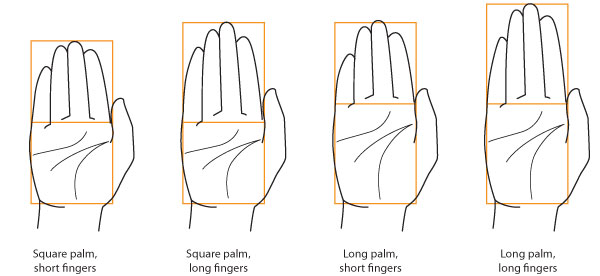 Square palm,
short fingers
Square palm,
long fingers
Long palm,
short fingers
Long palm,
long fingers